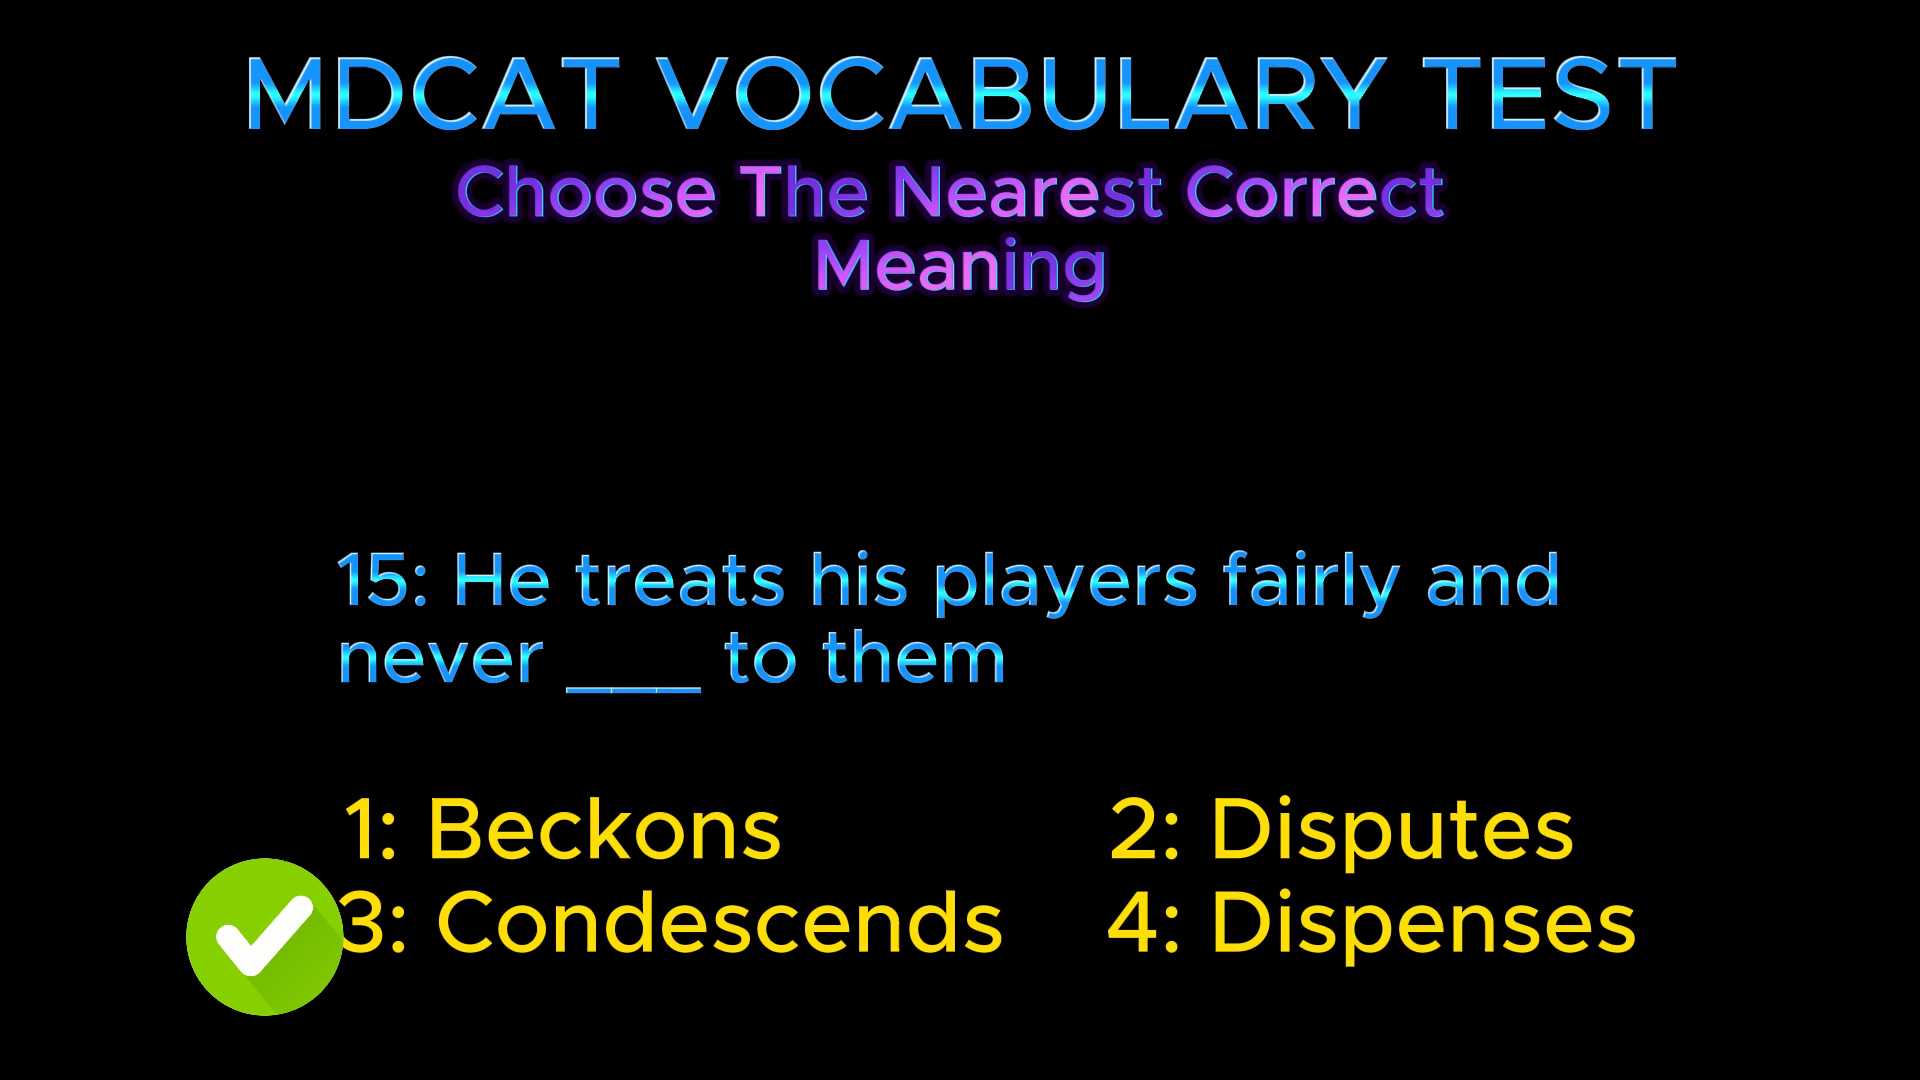 MDCAT VOCABULARY TEST
Choose The Nearest Correct
Meaning
15: He treats his players fairly and
never ___ to them
1: Beckons 2: Disputes
3: Condescends 4: Dispenses